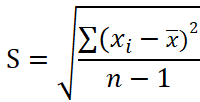 S = √(∑(xᵢ − x̅)² / (n − 1))